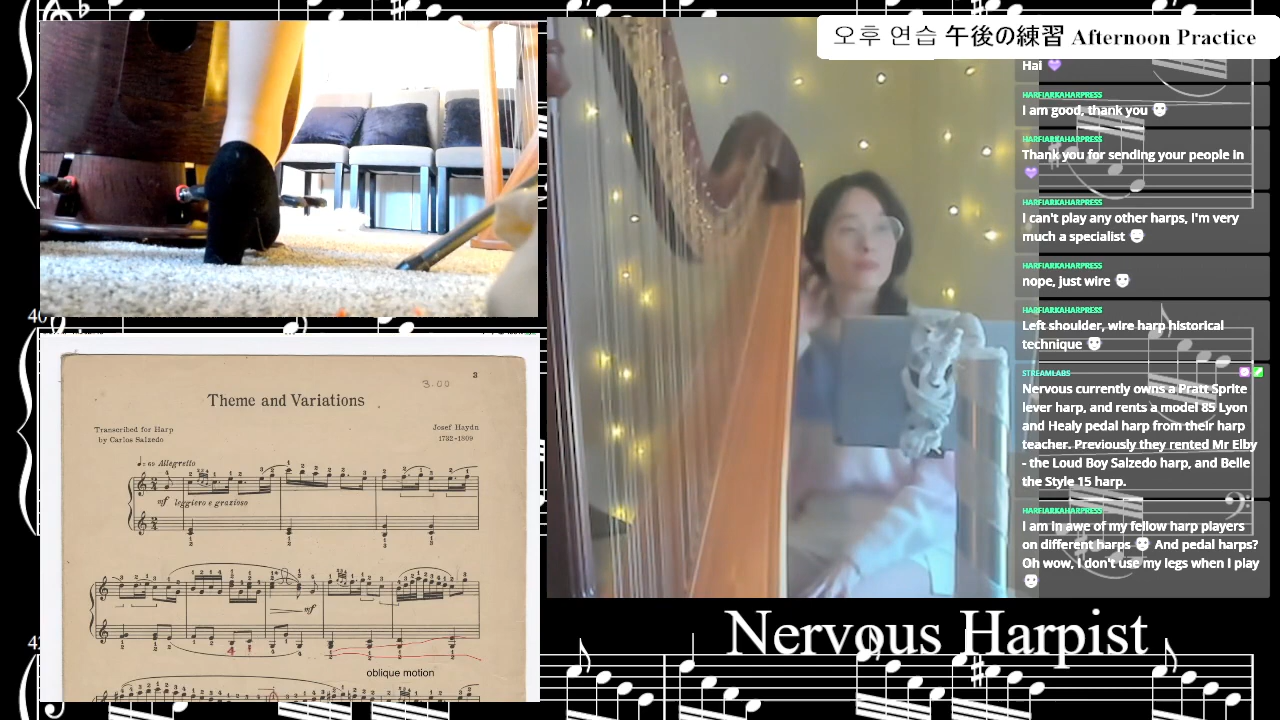 오후 연습 午後の練習 Afternoon Practice
Hai
HARFIARKAHARPRESS
I am good, thank you
HARFIARKAHARPRESS
Thank you for sending your people in
HARFIARKAHARPRESS
I can't play any other harps, I'm very
much a specialist
HARFIARKAHARPRESS
nope, just wire
HARFIARKAHARPRESS
Left shoulder, wire harp historical
technique
STREAMLABS
Nervous currently owns a Pratt Sprite
lever harp, and rents a model 85 Lyon
and Healy pedal harp from their harp
teacher. Previously they rented Mr Elby
- the Loud Boy Salzedo harp, and Belle
the Style 15 harp.
HARFIARKAHARPRESS
I am in awe of my fellow harp players
on different harps And pedal harps?
Oh wow, I don't use my legs when I play
40
3
3.00
Theme and Variations
Transcribed for Harp
by Carlos Salzedo
Josef Haydn
1732-1809
Allegretto
mf leggiero e grazioso
mf
oblique motion
42
Nervous Harpist